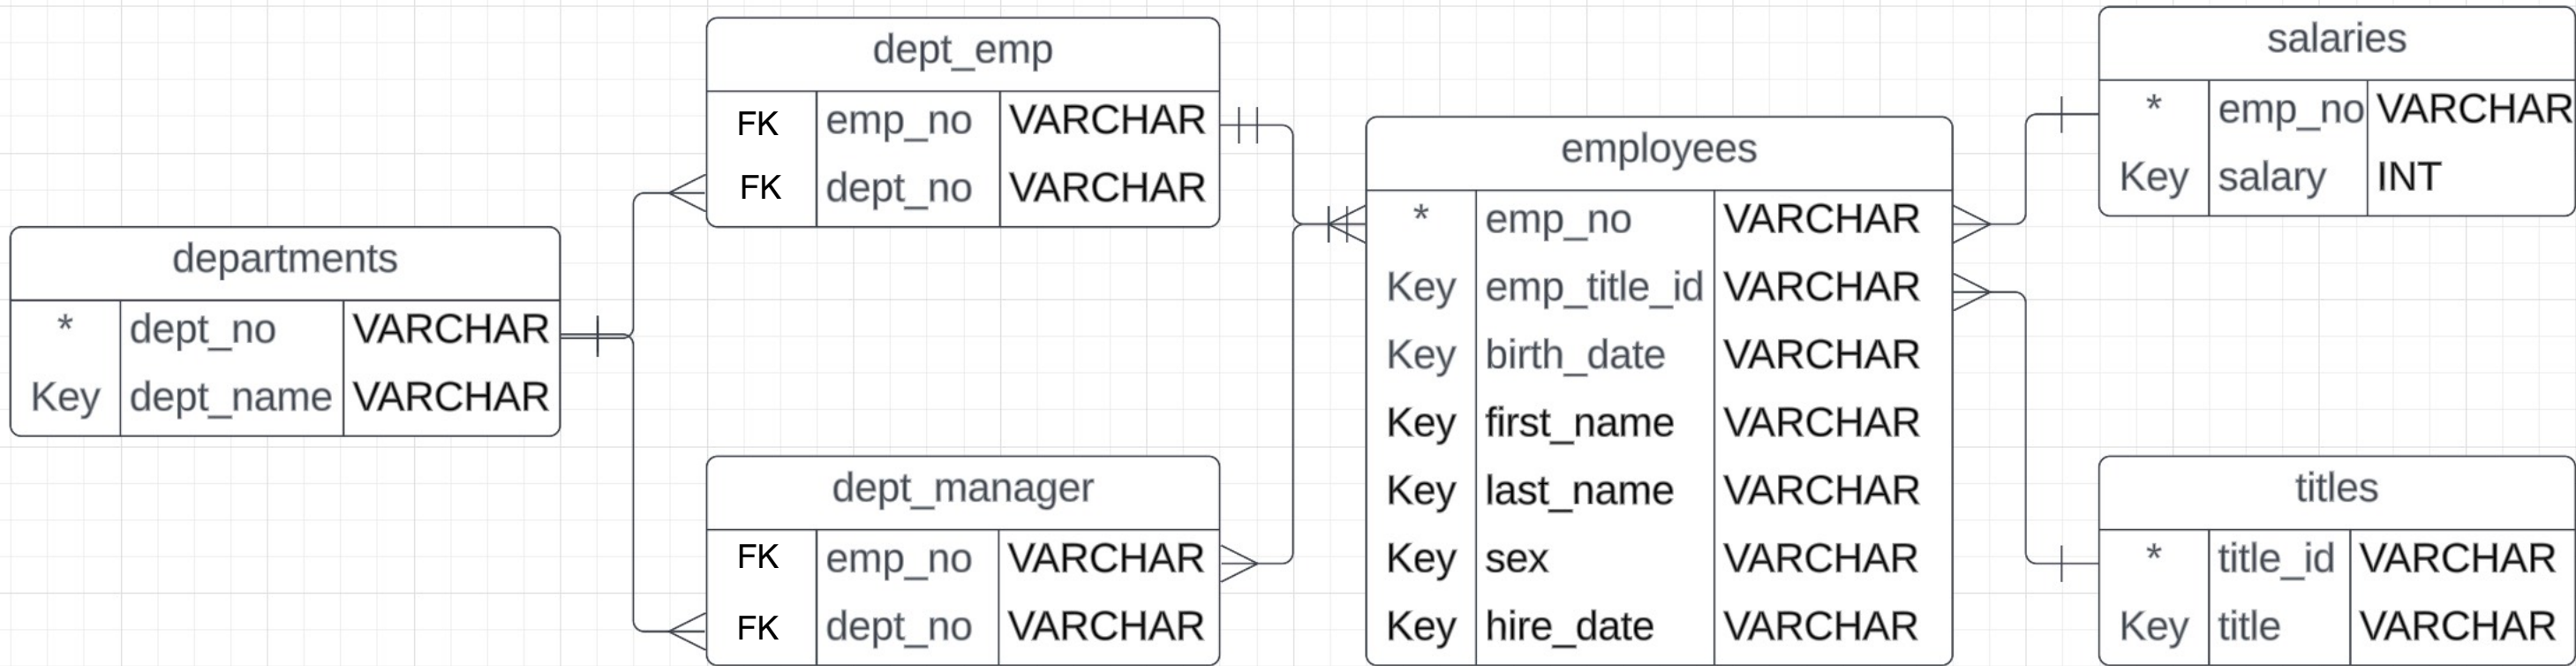 departments
* dept_no VARCHAR
Key dept_name VARCHAR
dept_emp
FK emp_no VARCHAR
FK dept_no VARCHAR
dept_manager
FK emp_no VARCHAR
FK dept_no VARCHAR
employees
* emp_no VARCHAR
Key emp_title_id VARCHAR
Key birth_date VARCHAR
Key first_name VARCHAR
Key last_name VARCHAR
Key sex VARCHAR
Key hire_date VARCHAR
salaries
* emp_no VARCHAR
Key salary INT
titles
* title_id VARCHAR
Key title VARCHAR